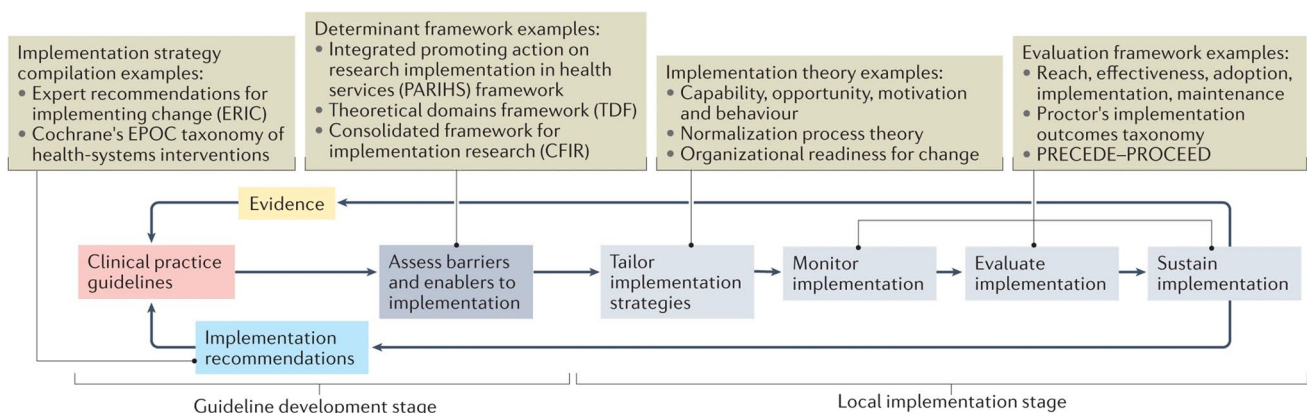 Implementation strategy
compilation examples:
• Expert recommendations for
implementing change (ERIC)
• Cochrane's EPOC taxonomy of
health-systems interventions
Determinant framework examples:
• Integrated promoting action on
research implementation in health
services (PARIHS) framework
• Theoretical domains framework (TDF)
• Consolidated framework for
implementation research (CFIR)
Implementation theory examples:
• Capability, opportunity, motivation
and behaviour
• Normalization process theory
• Organizational readiness for change
Evaluation framework examples:
• Reach, effectiveness, adoption,
implementation, maintenance
• Proctor's implementation
outcomes taxonomy
• PRECEDE–PROCEED
Evidence
Clinical practice
guidelines
Assess barriers
and enablers to
implementation
Tailor
implementation
strategies
Monitor
implementation
Evaluate
implementation
Sustain
implementation
Implementation
recommendations
Guideline development stage
Local implementation stage